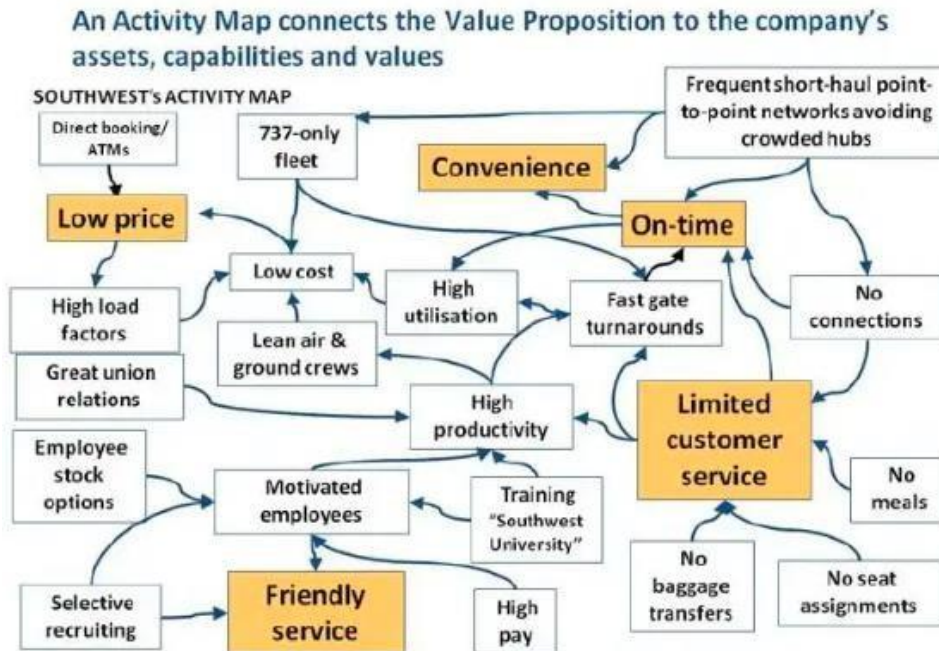 An Activity Map connects the Value Proposition to the company's
assets, capabilities and values
SOUTHWEST's ACTIVITY MAP
Direct booking/
ATMs
737-only
fleet
Frequent short-haul point-
to-point networks avoiding
crowded hubs
Convenience
Low price
On-time
Low cost
High load
factors
High
utilisation
Fast gate
turnarounds
No
connections
Lean air &
ground crews
Great union
relations
High
productivity
Limited
customer
service
Employee
stock
options
Motivated
employees
Training
"Southwest
University"
No
meals
Selective
recruiting
Friendly
service
High
pay
No
baggage
transfers
No seat
assignments